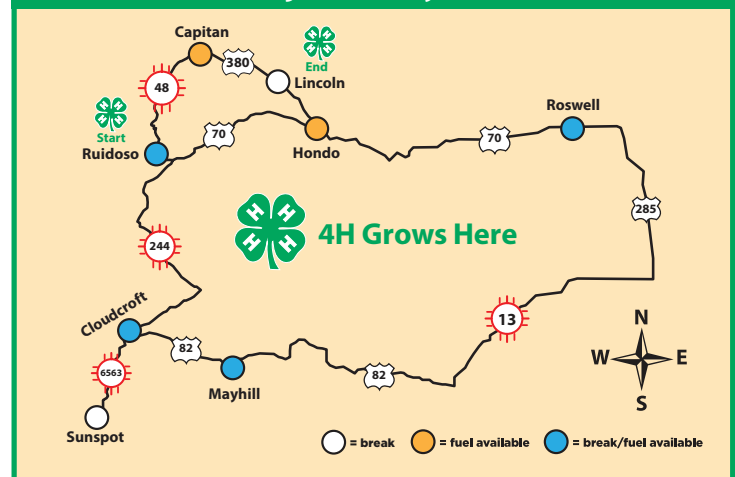 Capitan
380
End
Lincoln
48
Start
Ruidoso
70
Hondo
70
Roswell
285
H H H H
4H Grows Here
244
Cloudcroft
82
13
6563
Mayhill
82
Sunspot
N
W E
S
= break
= fuel available
= break/fuel available